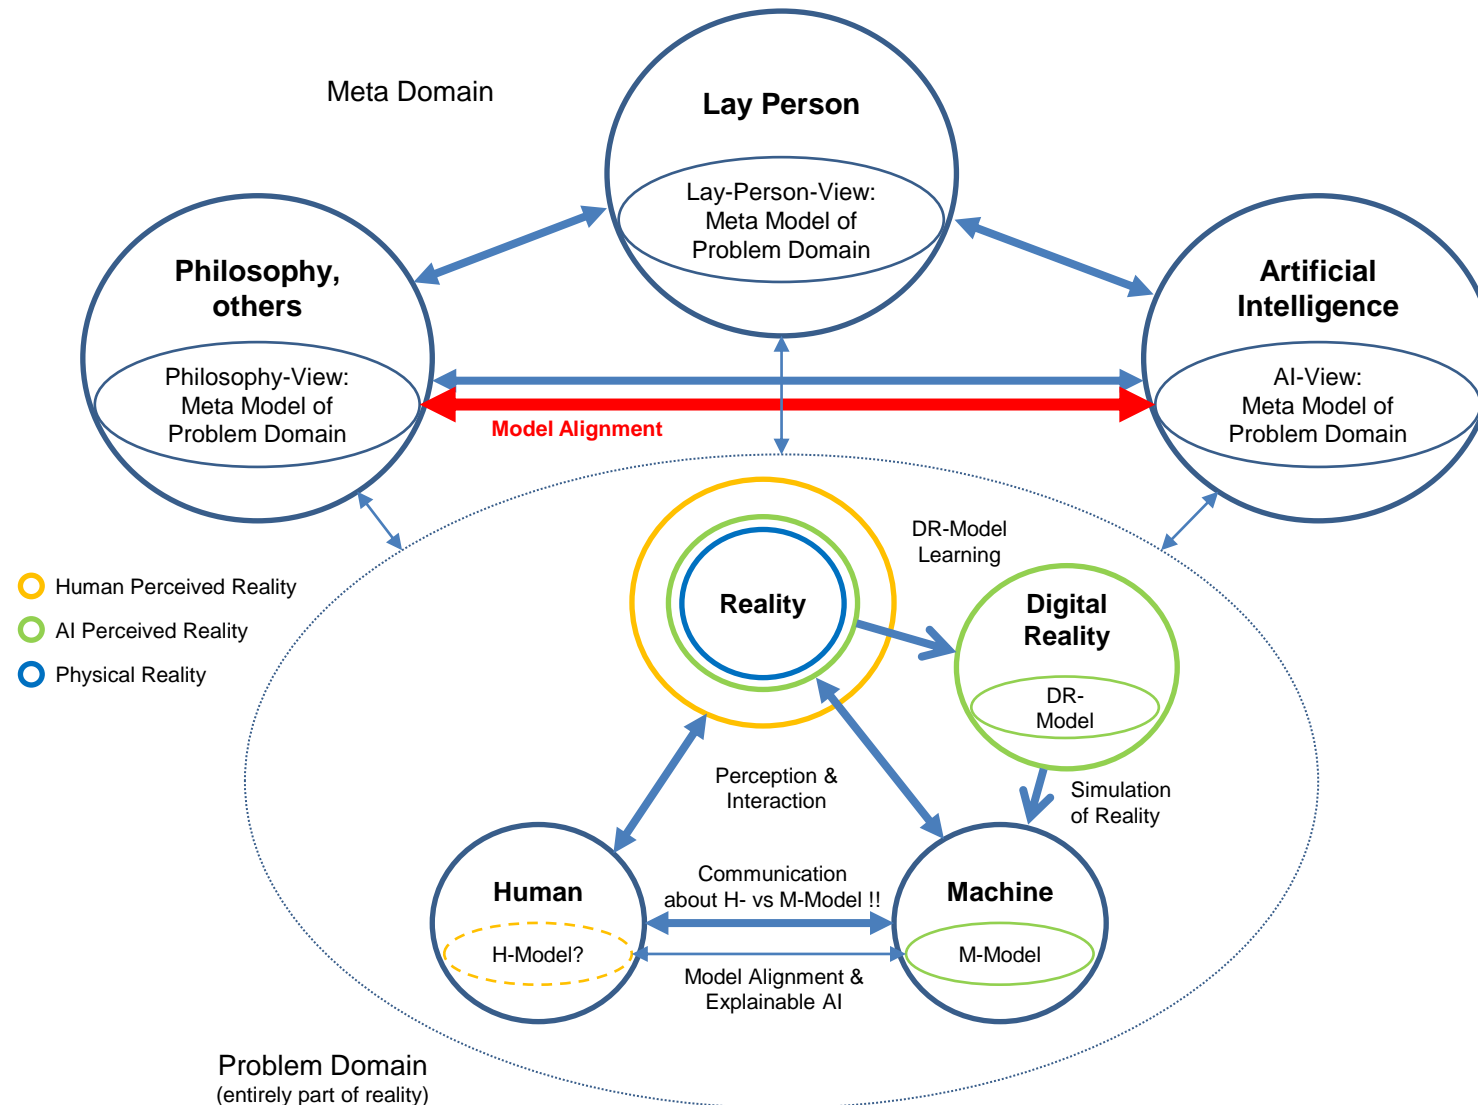 Meta Domain
Lay Person
Lay-Person-View:
Meta Model of
Problem Domain
Philosophy,
others
Philosophy-View:
Meta Model of
Problem Domain
Artificial
Intelligence
AI-View:
Meta Model of
Problem Domain
Model Alignment
Human Perceived Reality
AI Perceived Reality
Physical Reality
Reality
DR-Model
Learning
Digital
Reality
DR-
Model
Perception &
Interaction
Simulation
of Reality
Human
H-Model?
Communication
about H- vs M-Model !!
Model Alignment &
Explainable AI
Machine
M-Model
Problem Domain
(entirely part of reality)